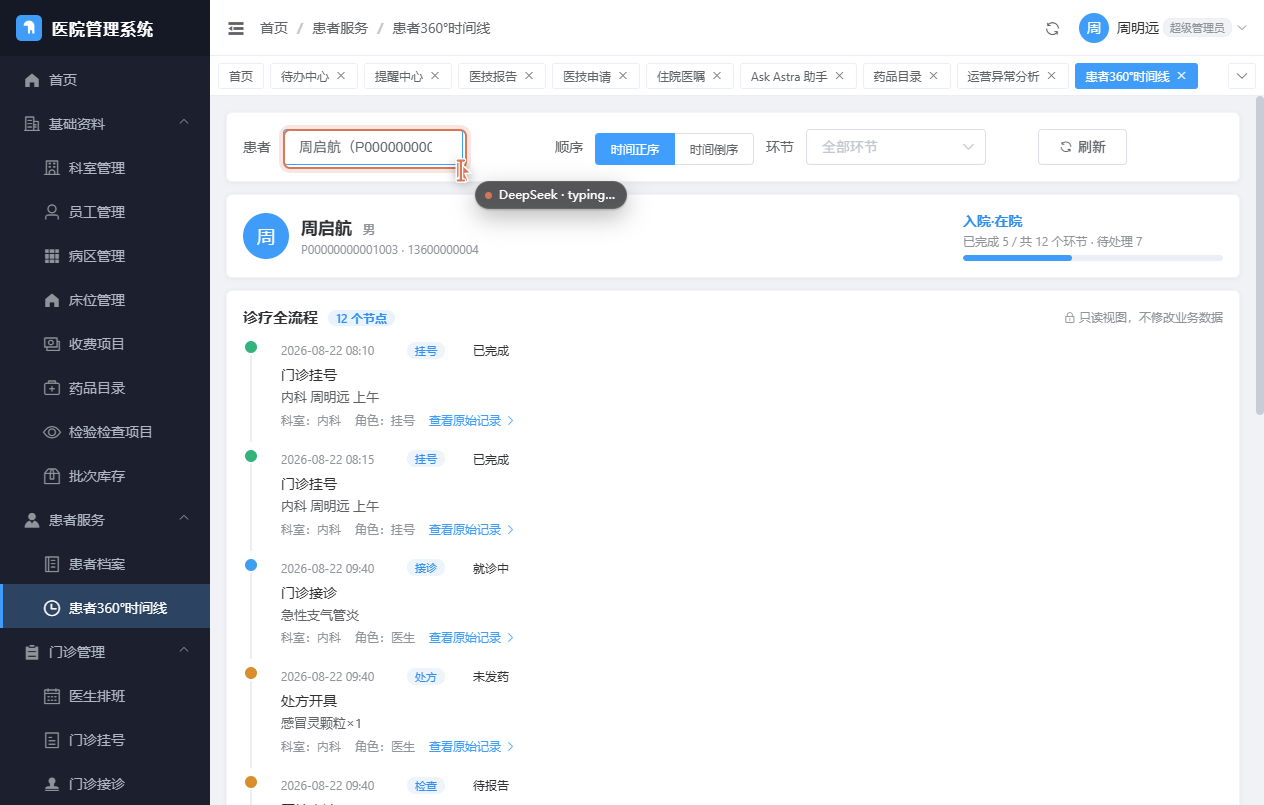 医院管理系统
首页 / 患者服务 / 患者360°时间线
周 周明远 超级管理员
首页
待办中心
提醒中心
医技报告
医技申请
住院医嘱
Ask Astra 助手
药品目录
运营异常分析
患者360°时间线
首页
基础资料
科室管理
员工管理
病区管理
床位管理
收费项目
药品目录
检验检查项目
批次库存
患者服务
患者档案
患者360°时间线
门诊管理
医生排班
门诊挂号
门诊接诊
患者 周启航（P00000000C 顺序 时间正序 时间倒序 环节 全部环节 刷新
DeepSeek · typing...
周 周启航 男
P00000000001003 · 13600000004
入院·在院
已完成 5 / 共 12 个环节 · 待处理 7
诊疗全流程 12 个节点 只读视图，不修改业务数据
2026-08-22 08:10 挂号 已完成
门诊挂号
内科 周明远 上午
科室：内科 角色：挂号 查看原始记录
2026-08-22 08:15 挂号 已完成
门诊挂号
内科 周明远 上午
科室：内科 角色：挂号 查看原始记录
2026-08-22 09:40 接诊 就诊中
门诊接诊
急性支气管炎
科室：内科 角色：医生 查看原始记录
2026-08-22 09:40 处方 未发药
处方开具
感冒灵颗粒×1
科室：内科 角色：医生 查看原始记录
2026-08-22 09:40 检查 待报告